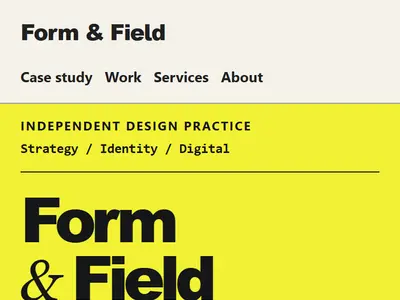 Form & Field
Case study Work Services About
INDEPENDENT DESIGN PRACTICE
Strategy / Identity / Digital
Form
& Field